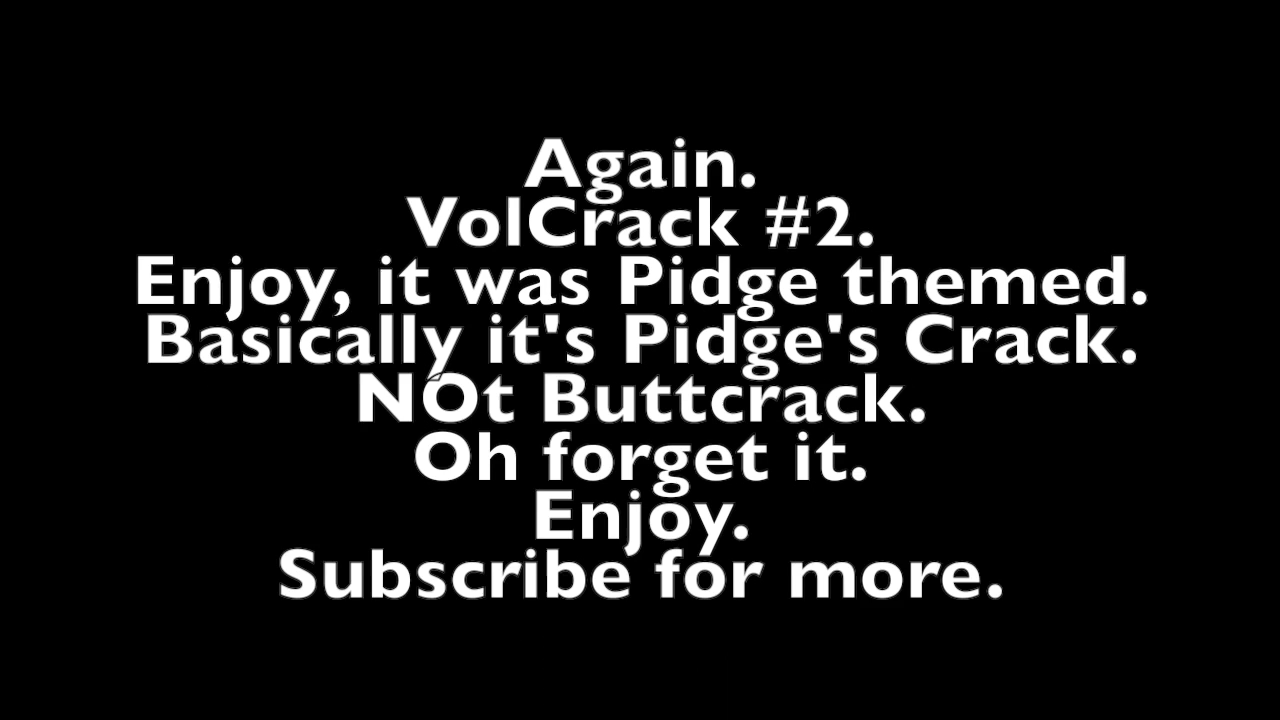 Again.
VolCrack #2.
Enjoy, it was Pidge themed.
Basically it's Pidge's Crack.
NOt Buttcrack.
Oh forget it.
Enjoy.
Subscribe for more.